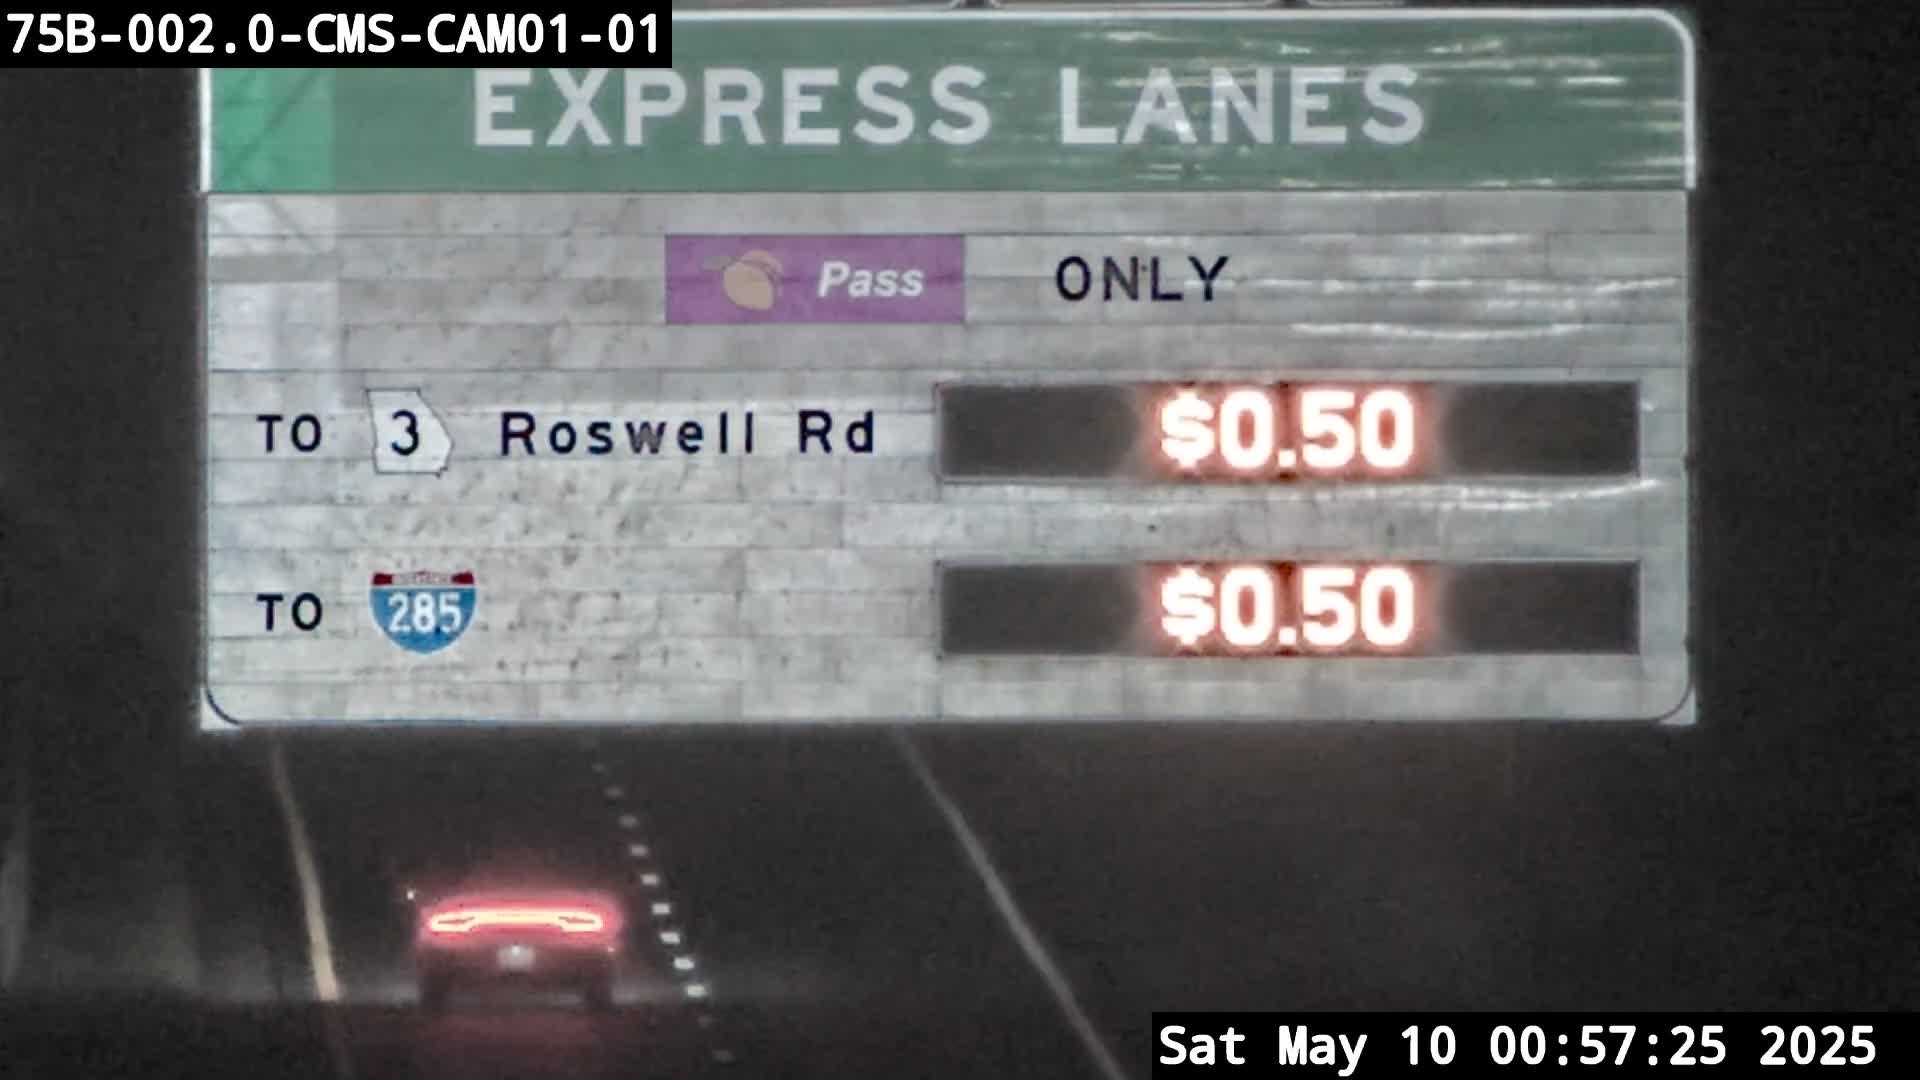 75B-002.0-CMS-CAM01-01
EXPRESS LANES
Pass ONLY
TO 3 Roswell Rd $0.50
TO 285 $0.50
Sat May 10 00:57:25 2025